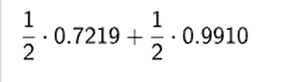 1/2 · 0.7219 + 1/2 · 0.9910